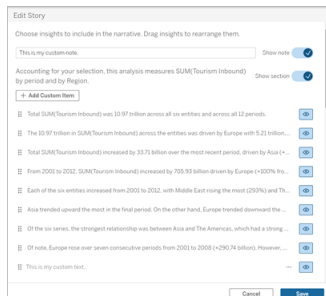 Edit Story
Choose insights to include in the narrative. Drag insights to rearrange them.
This is my custom note.
Show note
Accounting for your selection, this analysis measures SUM(Tourism Inbound)
by period and by Region.
Show section
+ Add Custom Item
Total SUM(Tourism Inbound) was 10.97 trillion across all six entities and across all 12 periods.
The 10.97 trillion in SUM(Tourism Inbound) across the entities was driven by Europe with 5.21 trillion...
Total SUM(Tourism Inbound) increased by 33.71 billion over the most recent period, driven by Asia (+...
From 2001 to 2012, SUM(Tourism Inbound) increased by 705.93 billion driven by Europe (+100% fro...
Each of the six entities increased from 2001 to 2012, with Middle East rising the most (293%) and Th...
Asia trended upward the most in the final period. On the other hand, Europe trended downward the ...
Of the six series, the strongest relationship was between Asia and The Americas, which had a strong...
Of note, Europe rose over seven consecutive periods from 2001 to 2008 (+290.74 billion). However, ...
This is my custom text.
Cancel
Save